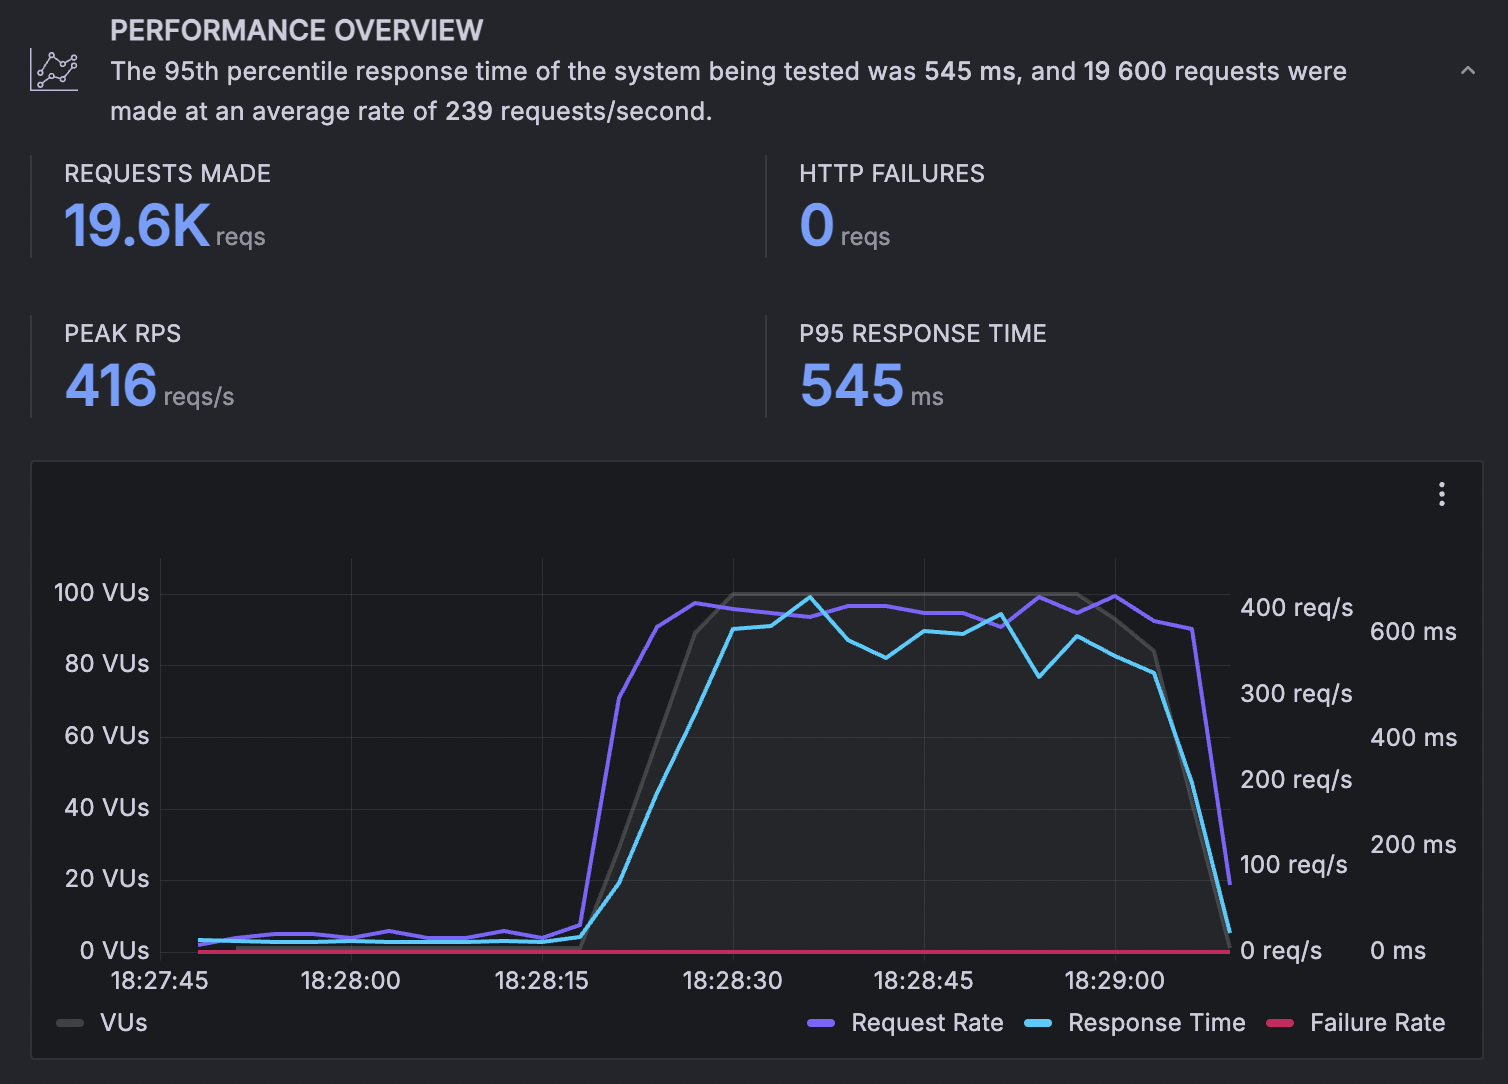 PERFORMANCE OVERVIEW
The 95th percentile response time of the system being tested was 545 ms, and 19 600 requests were
made at an average rate of 239 requests/second.
REQUESTS MADE
19.6K reqs
HTTP FAILURES
0 reqs
PEAK RPS
416 reqs/s
P95 RESPONSE TIME
545 ms
100 VUs
80 VUs
60 VUs
40 VUs
20 VUs
0 VUs
400 req/s
300 req/s
200 req/s
100 req/s
0 req/s
600 ms
400 ms
200 ms
0 ms
18:27:45
18:28:00
18:28:15
18:28:30
18:28:45
18:29:00
VUs
Request Rate
Response Time
Failure Rate